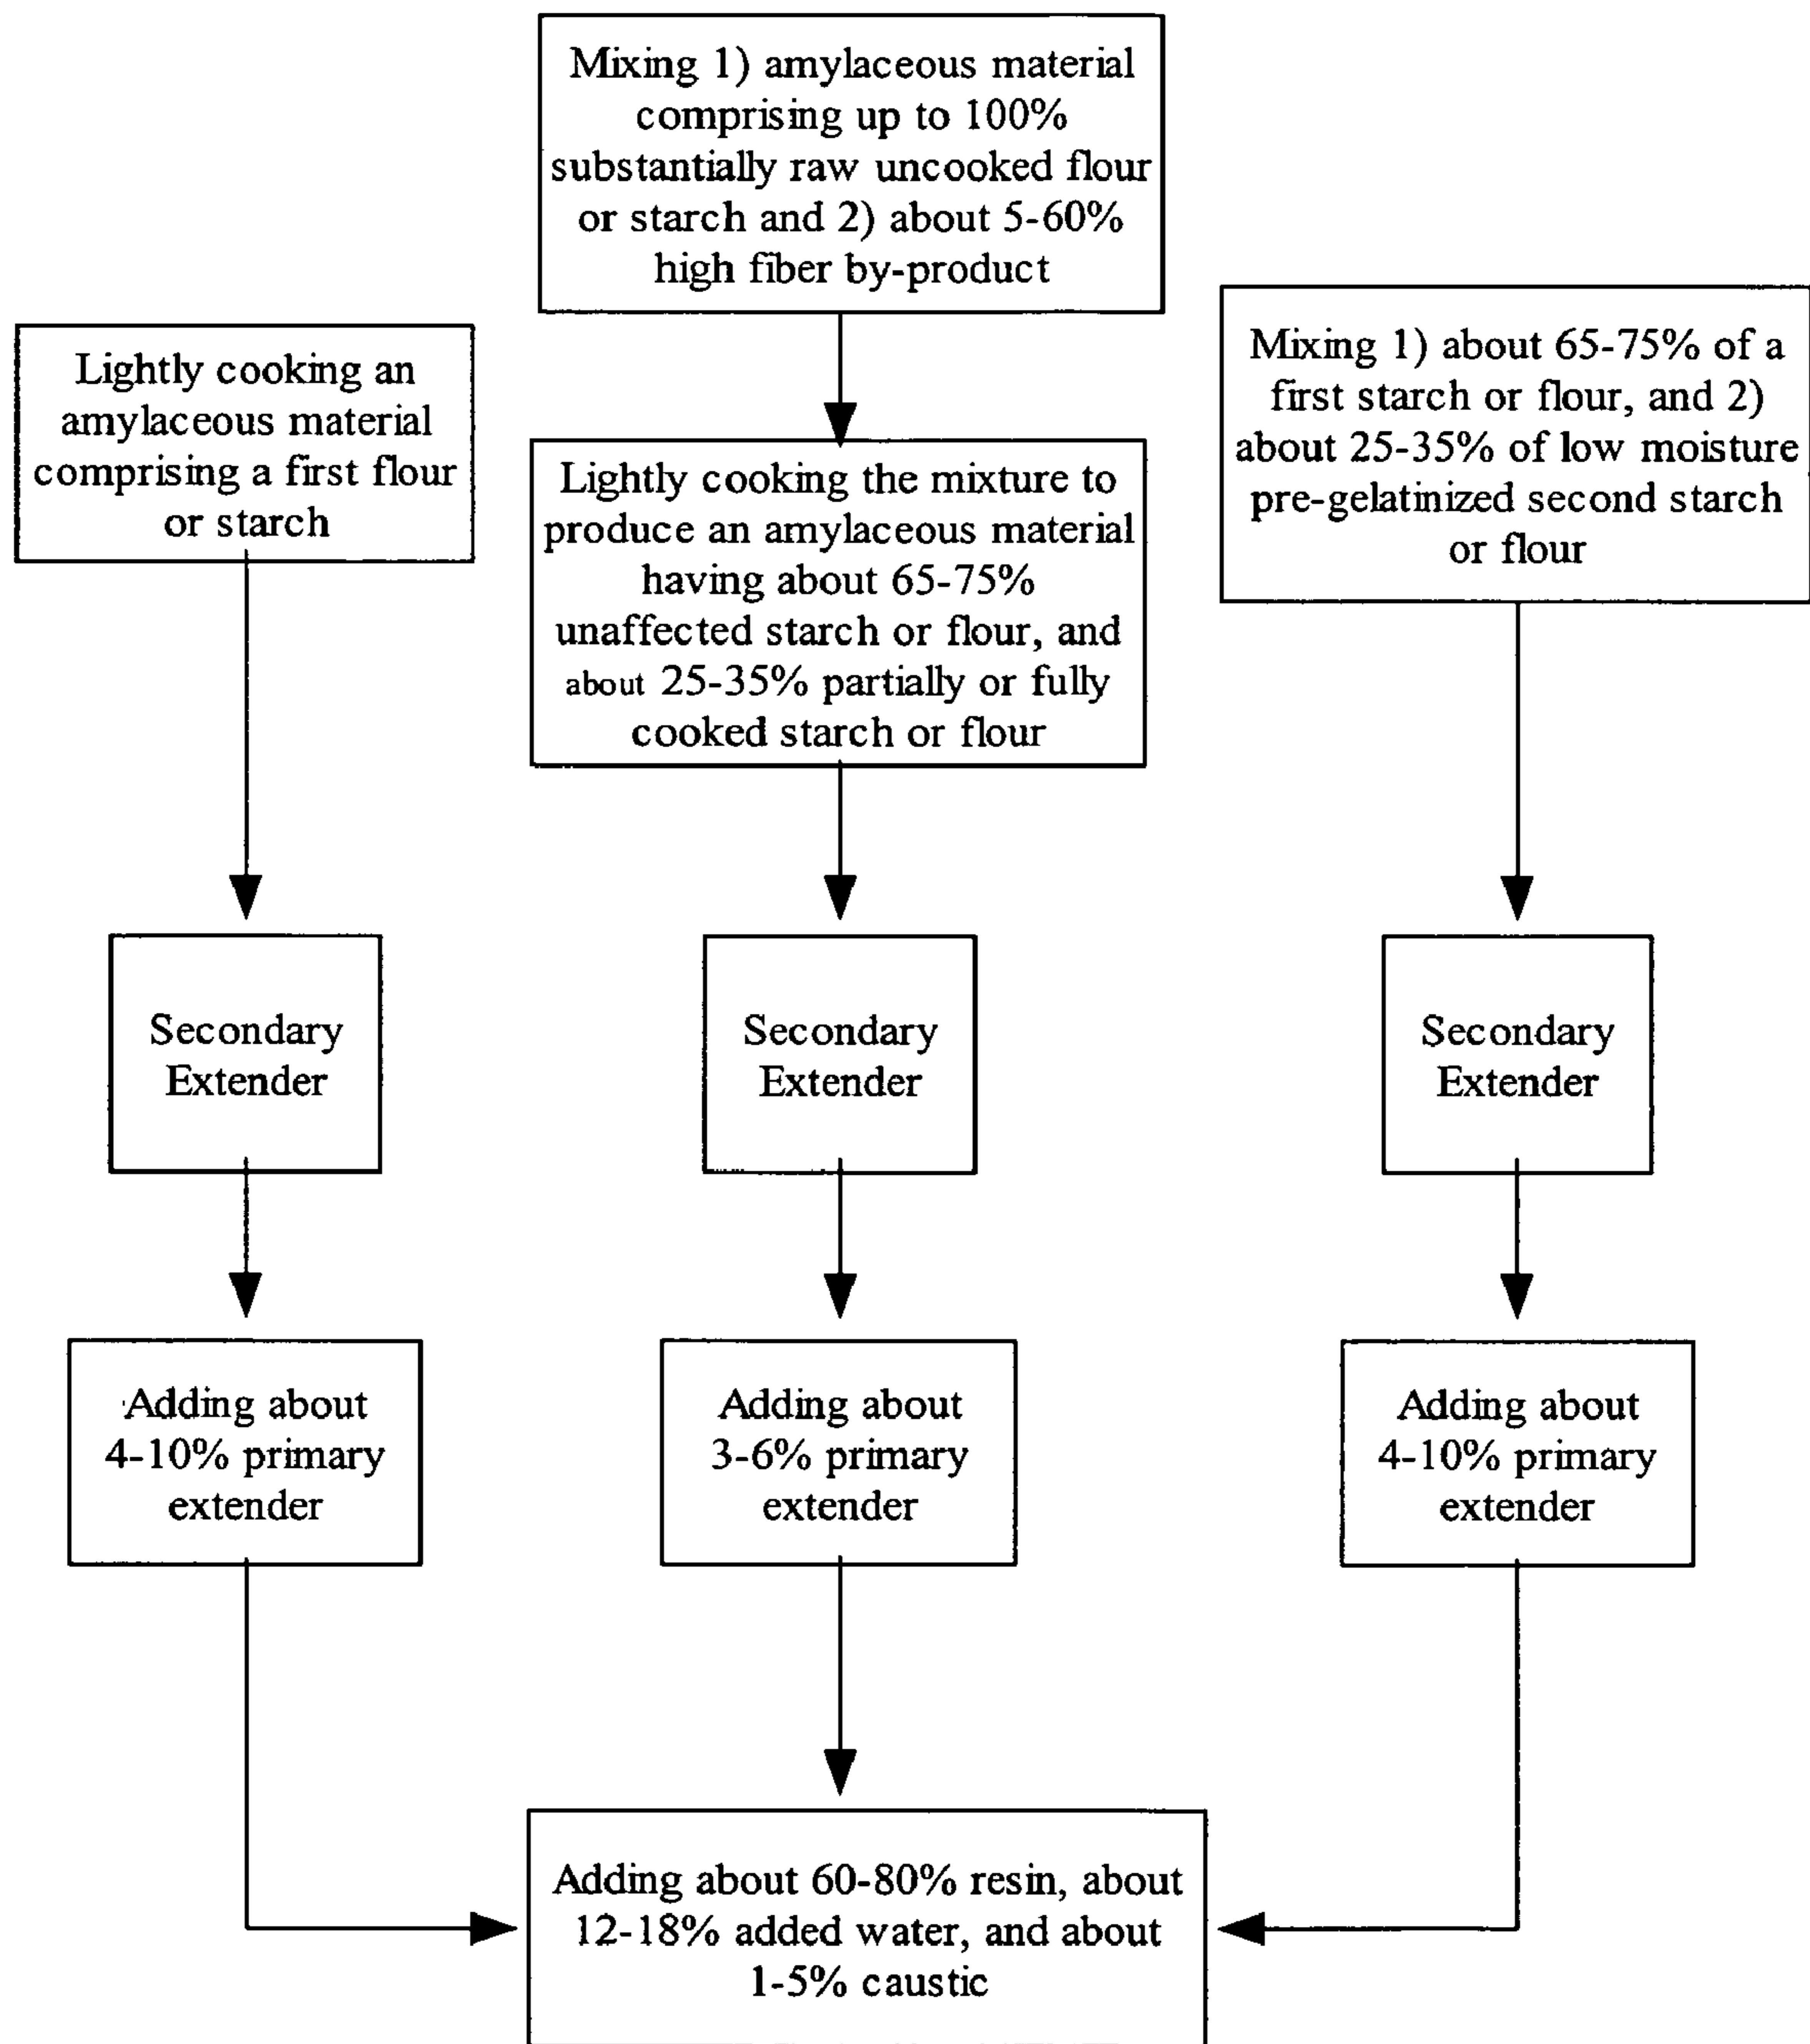 Mixing 1) amylaceous material
comprising up to 100%
substantially raw uncooked flour
or starch and 2) about 5-60%
high fiber by-product
Lightly cooking an
amylaceous material
comprising a first flour
or starch
Mixing 1) about 65-75% of a
first starch or flour, and 2)
about 25-35% of low moisture
pre-gelatinized second starch
or flour
Lightly cooking the mixture to
produce an amylaceous material
having about 65-75%
unaffected starch or flour, and
about 25-35% partially or fully
cooked starch or flour
Secondary
Extender
Secondary
Extender
Secondary
Extender
Adding about
4-10% primary
extender
Adding about
3-6% primary
extender
Adding about
4-10% primary
extender
Adding about 60-80% resin, about
12-18% added water, and about
1-5% caustic